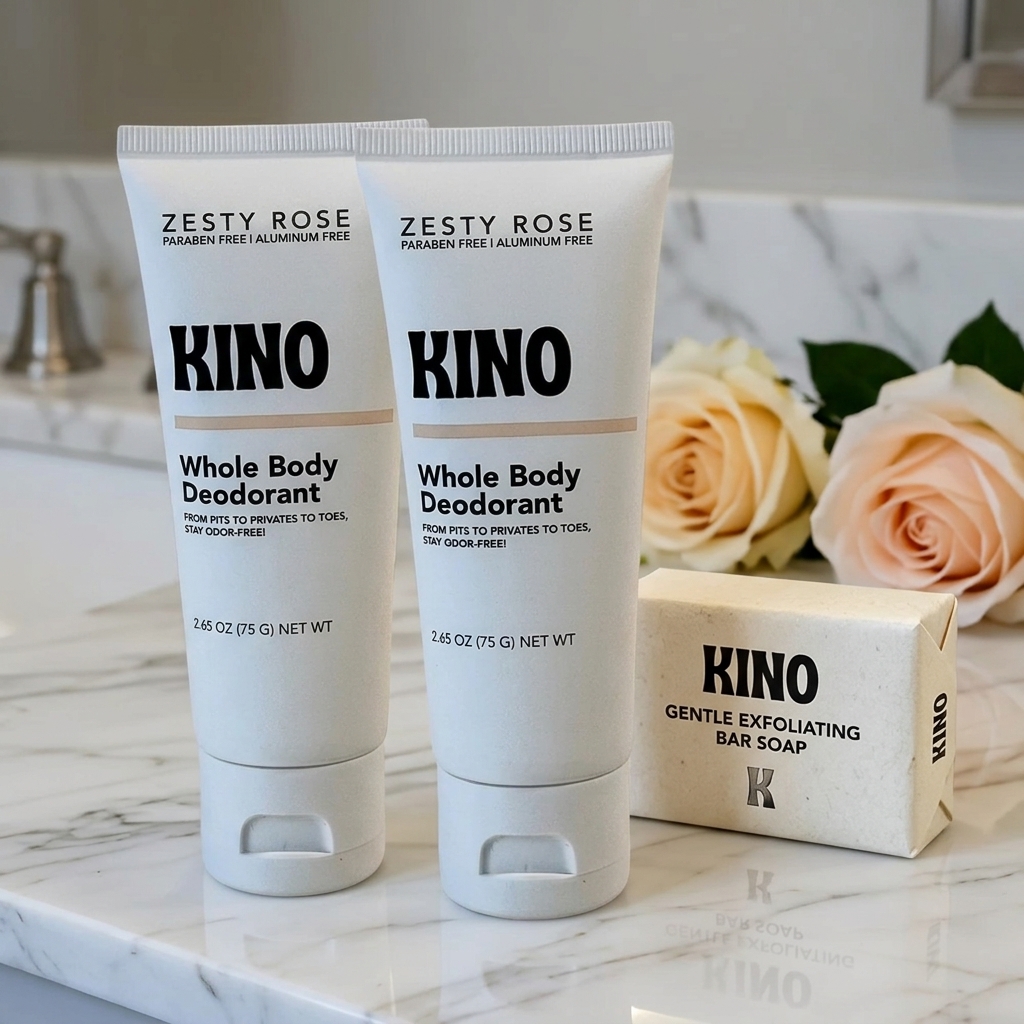 ZESTY ROSE
PARABEN FREE | ALUMINUM FREE
KINO
Whole Body
Deodorant
FROM PITS TO PRIVATES TO TOES,
STAY ODOR-FREE!
2.65 OZ (75 G) NET WT
ZESTY ROSE
PARABEN FREE | ALUMINUM FREE
KINO
Whole Body
Deodorant
FROM PITS TO PRIVATES TO TOES,
STAY ODOR-FREE!
2.65 OZ (75 G) NET WT
KINO
GENTLE EXFOLIATING
BAR SOAP
K
KINO